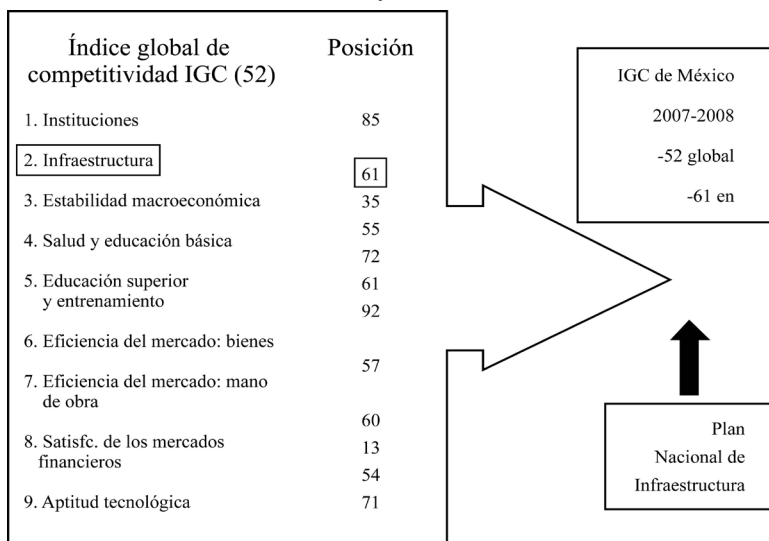 Índice global de
competitividad IGC (52)
Posición
1. Instituciones
85
2. Infraestructura
61
3. Estabilidad macroeconómica
35
4. Salud y educación básica
55
72
5. Educación superior
y entrenamiento
61
92
6. Eficiencia del mercado: bienes
57
7. Eficiencia del mercado: mano
de obra
60
8. Satisfc. de los mercados
financieros
13
54
9. Aptitud tecnológica
71
IGC de México
2007-2008
-52 global
-61 en
Plan
Nacional de
Infraestructura